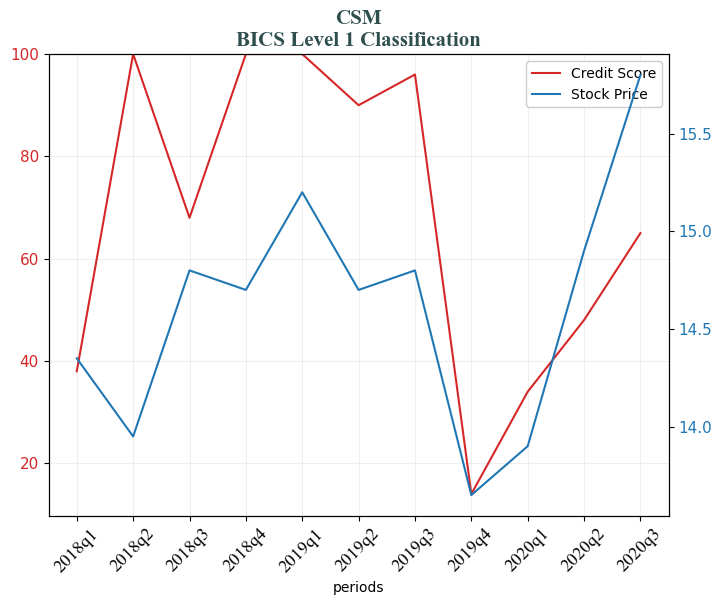 CSM
BICS Level 1 Classification
100
80
60
40
20
Credit Score
Stock Price
15.5
15.0
14.5
14.0
2018q1
2018q2
2018q3
2018q4
2019q1
2019q2
2019q3
2019q4
2020q1
2020q2
2020q3
periods